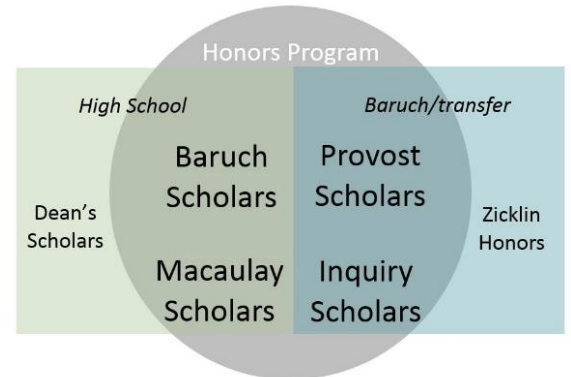 Honors Program
High School
Baruch/transfer
Baruch
Scholars
Provost
Scholars
Dean's
Scholars
Zicklin
Honors
Macaulay
Scholars
Inquiry
Scholars